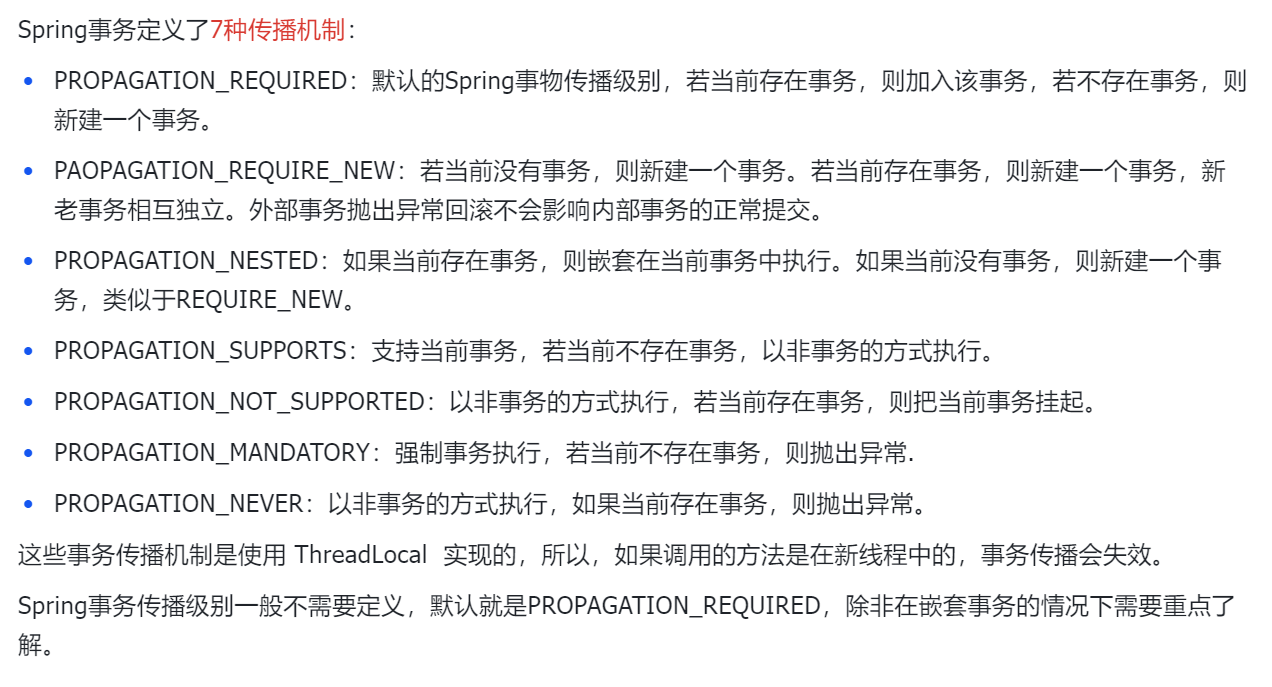 Spring事务定义了7种传播机制：
• PROPAGATION_REQUIRED：默认的Spring事物传播级别，若当前存在事务，则加入该事务，若不存在事务，则
新建一个事务。
• PAOPAGATION_REQUIRE_NEW：若当前没有事务，则新建一个事务。若当前存在事务，则新建一个事务，新
老事务相互独立。外部事务抛出异常回滚不会影响内部事务的正常提交。
• PROPAGATION_NESTED：如果当前存在事务，则嵌套在当前事务中执行。如果当前没有事务，则新建一个事
务，类似于REQUIRE_NEW。
• PROPAGATION_SUPPORTS：支持当前事务，若当前不存在事务，以非事务的方式执行。
• PROPAGATION_NOT_SUPPORTED：以非事务的方式执行，若当前存在事务，则把当前事务挂起。
• PROPAGATION_MANDATORY：强制事务执行，若当前不存在事务，则抛出异常.
• PROPAGATION_NEVER：以非事务的方式执行，如果当前存在事务，则抛出异常。
这些事务传播机制是使用 ThreadLocal 实现的，所以，如果调用的方法是在新线程中的，事务传播会失效。
Spring事务传播级别一般不需要定义，默认就是PROPAGATION_REQUIRED，除非在嵌套事务的情况下需要重点了
解。